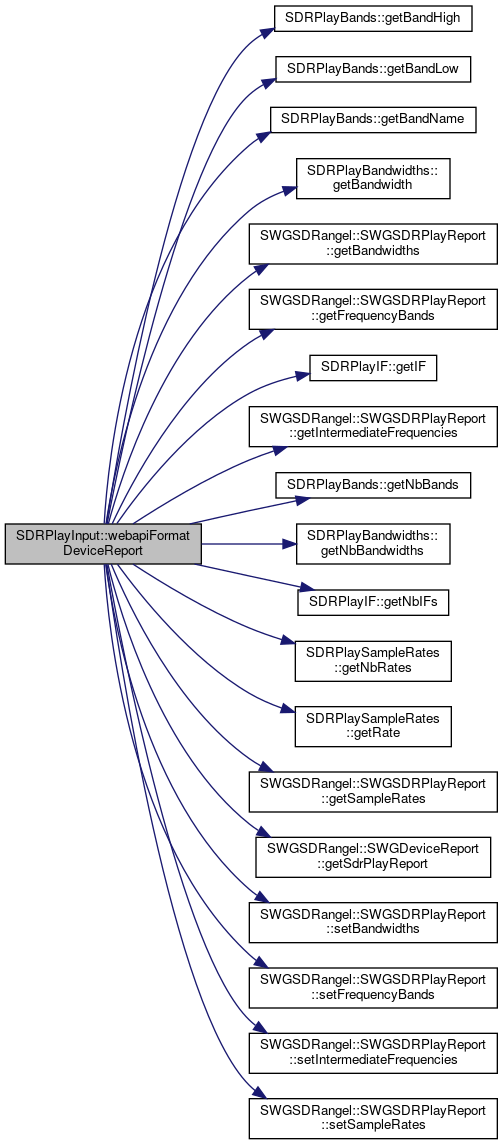 SDRPlayBands::getBandHigh
SDRPlayBands::getBandLow
SDRPlayBands::getBandName
SDRPlayBandwidths::
getBandwidth
SWGSDRangel::SWGSDRPlayReport
::getBandwidths
SWGSDRangel::SWGSDRPlayReport
::getFrequencyBands
SDRPlayIF::getIF
SWGSDRangel::SWGSDRPlayReport
::getIntermediateFrequencies
SDRPlayBands::getNbBands
SDRPlayInput::webapiFormat
DeviceReport
SDRPlayBandwidths::
getNbBandwidths
SDRPlayIF::getNbIFs
SDRPlaySampleRates
::getNbRates
SDRPlaySampleRates
::getRate
SWGSDRangel::SWGSDRPlayReport
::getSampleRates
SWGSDRangel::SWGDeviceReport
::getSdrPlayReport
SWGSDRangel::SWGSDRPlayReport
::setBandwidths
SWGSDRangel::SWGSDRPlayReport
::setFrequencyBands
SWGSDRangel::SWGSDRPlayReport
::setIntermediateFrequencies
SWGSDRangel::SWGSDRPlayReport
::setSampleRates